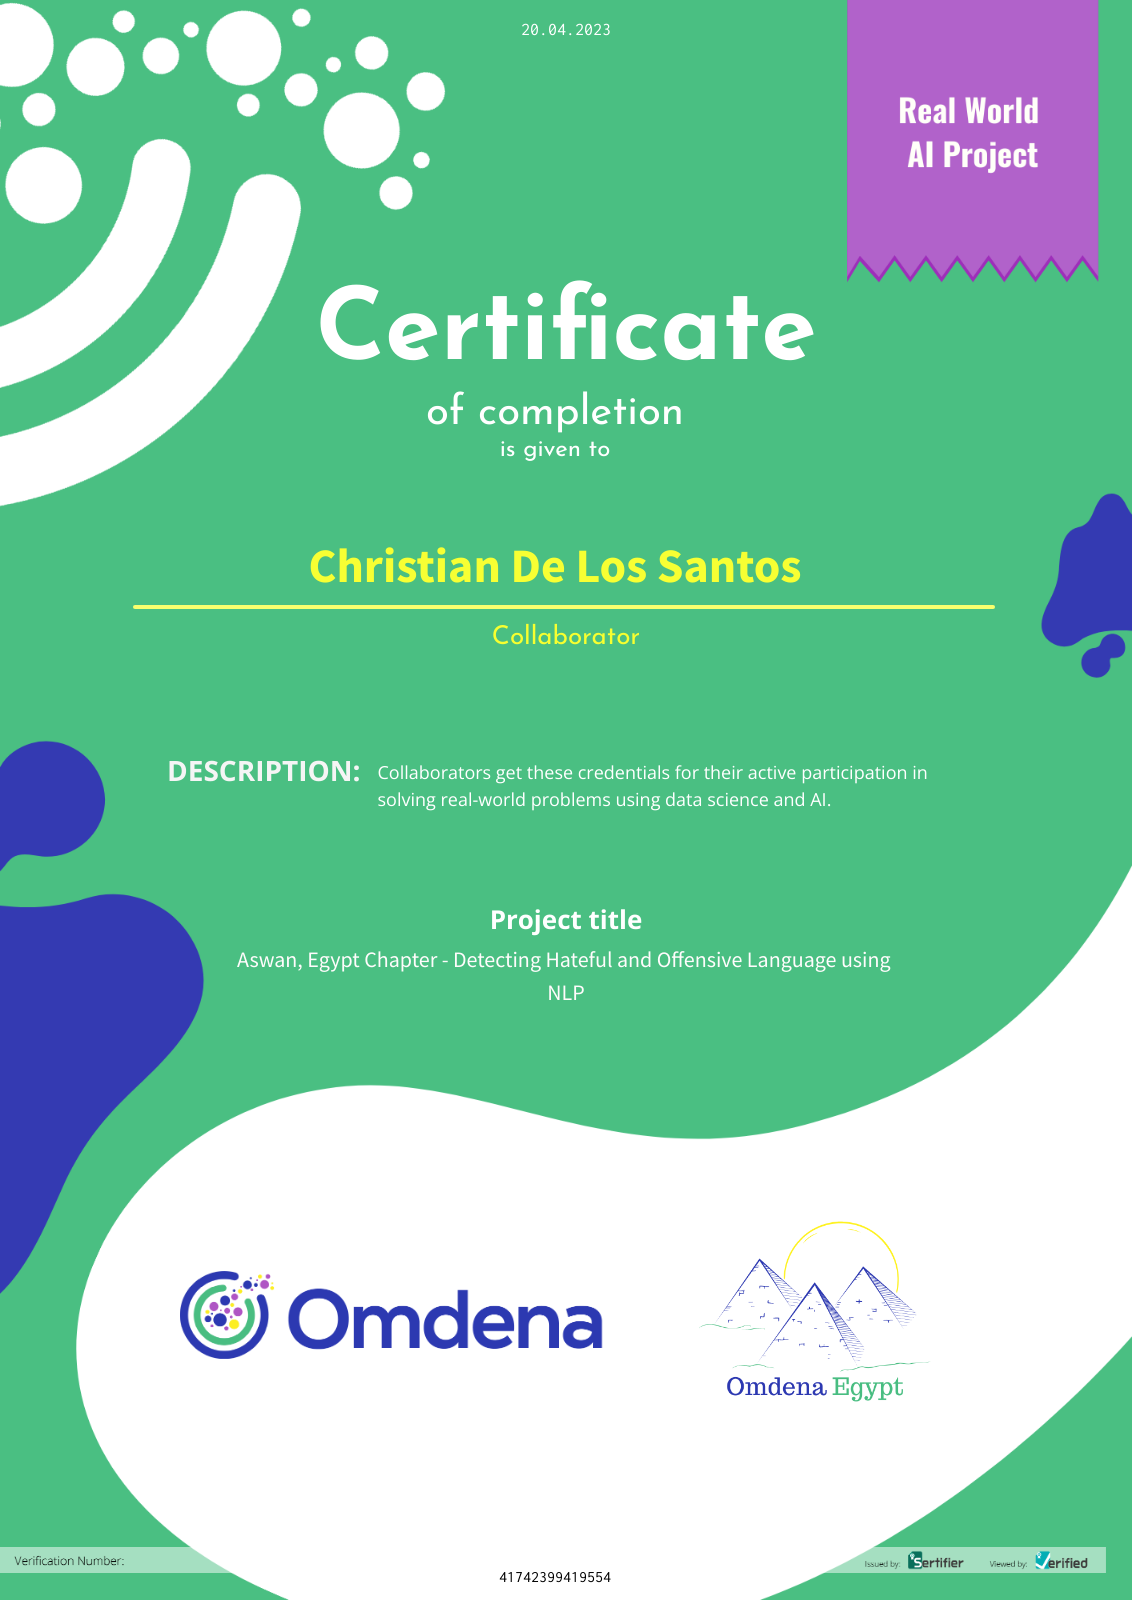 20.04.2023
Real World
AI Project
Certificate
of completion
is given to
Christian De Los Santos
Collaborator
DESCRIPTION: Collaborators get these credentials for their active participation in
solving real-world problems using data science and AI.
Project title
Aswan, Egypt Chapter - Detecting Hateful and Offensive Language using
NLP
Omdena
Omdena Egypt
Verification Number:
41742399419554
Issued by: Sertifier Viewed by: Verified